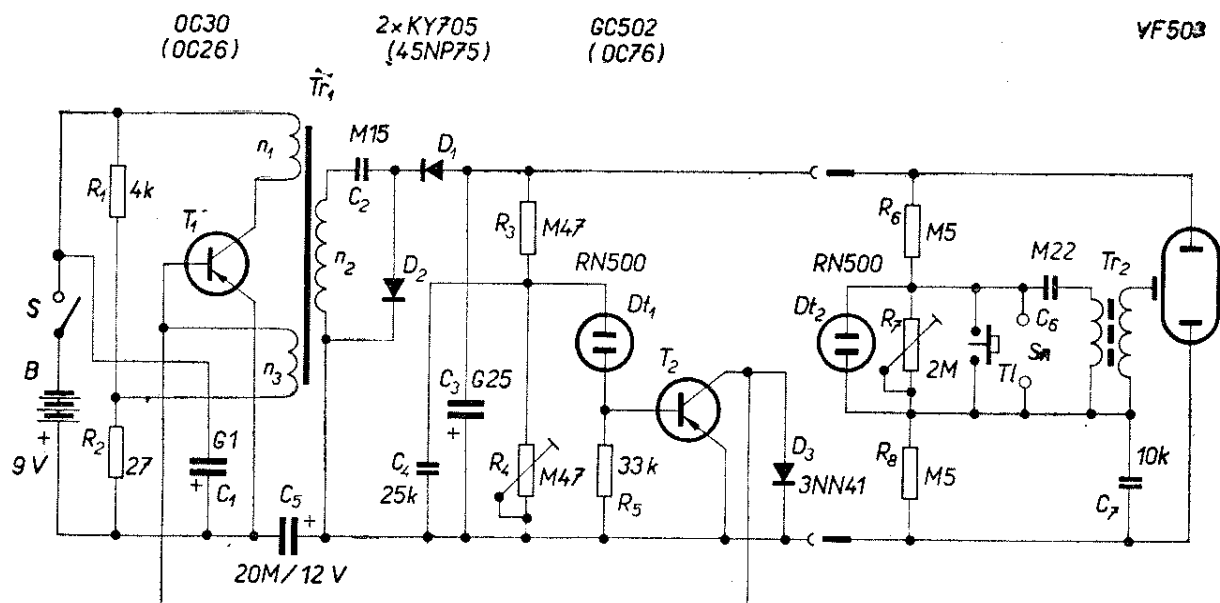 OC30
(OC26)
2×KY705
(45NP75)
GC502
(OC76)
VF503
Tr₁
n₁
M15
C₂
D₁
R₁
4k
T₁
n₂
D₂
R₃
M47
RN500
Dt₁
R₆
M5
RN500
Dt₂
M22
C₆
Tr₂
S
B
+
9 V
n₃
R₂
27
G1
+
C₁
C₅
+
20M/12 V
C₃
G25
+
C₄
25k
R₄
M47
33k
R₅
T₂
D₃
3NN41
R₇
2M
Tl
R₈
M5
10k
C₇